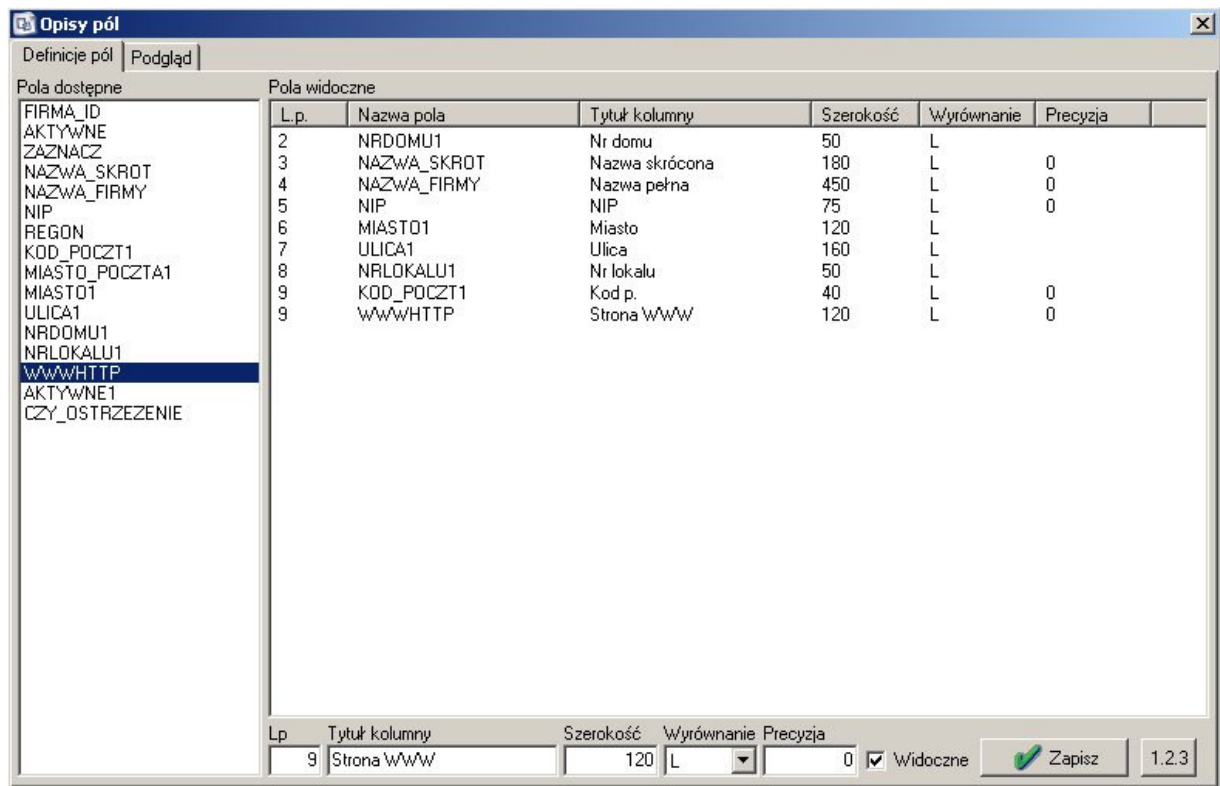 Opisy pól
Definicje pól Podgląd
Pola dostępne
FIRMA_ID
AKTYWNE
ZAZNACZ
NAZWA_SKROT
NAZWA_FIRMY
NIP
REGON
KOD_POCZT1
MIASTO_POCZTA1
MIASTO1
ULICA1
NRDOMU1
NRLOKALU1
WWWHTTP
AKTYWNE1
CZY_OSTRZEZENIE
Pola widoczne
L.p. Nazwa pola Tytuł kolumny Szerokość Wyrównanie Precyzja
2 NRDOMU1 Nr domu 50 L
3 NAZWA_SKROT Nazwa skrócona 180 L 0
4 NAZWA_FIRMY Nazwa pełna 450 L 0
5 NIP NIP 75 L 0
6 MIASTO1 Miasto 120 L
7 ULICA1 Ulica 160 L
8 NRLOKALU1 Nr lokalu 50 L
9 KOD_POCZT1 Kod p. 40 L 0
9 WWWHTTP Strona WWW 120 L 0
Lp Tytuł kolumny Szerokość Wyrównanie Precyzja
9 Strona WWW 120 L 0 Widoczne Zapisz 1.2.3